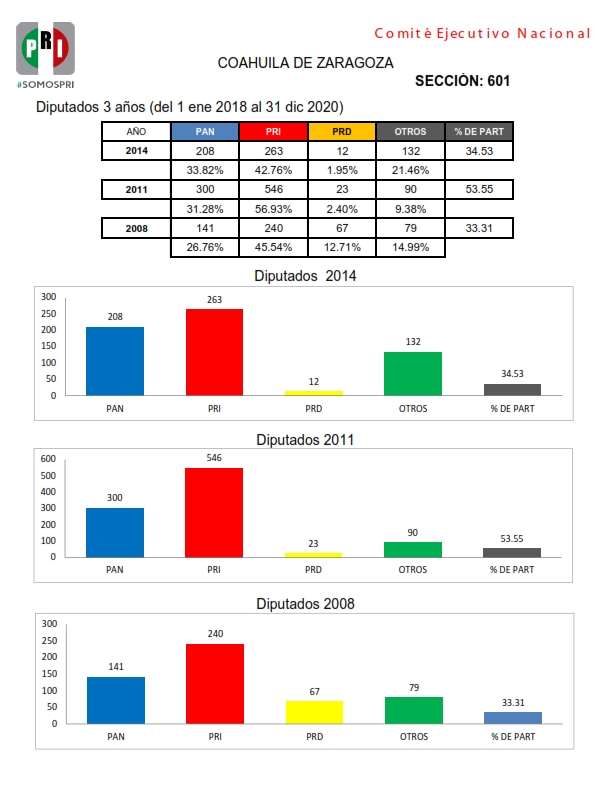 Comité Ejecutivo Nacional
PRI
#SOMOSPRI
COAHUILA DE ZARAGOZA
SECCIÓN: 601
Diputados 3 años (del 1 ene 2018 al 31 dic 2020)
AÑO PAN PRI PRD OTROS % DE PART
2014 208 263 12 132 34.53
33.82% 42.76% 1.95% 21.46%
2011 300 546 23 90 53.55
31.28% 56.93% 2.40% 9.38%
2008 141 240 67 79 33.31
26.76% 45.54% 12.71% 14.99%
Diputados 2014
300
250
200
150
100
50
0
208 263 12 132 34.53
PAN PRI PRD OTROS % DE PART
Diputados 2011
600
500
400
300
200
100
0
300 546 23 90 53.55
PAN PRI PRD OTROS % DE PART
Diputados 2008
300
250
200
150
100
50
0
141 240 67 79 33.31
PAN PRI PRD OTROS % DE PART